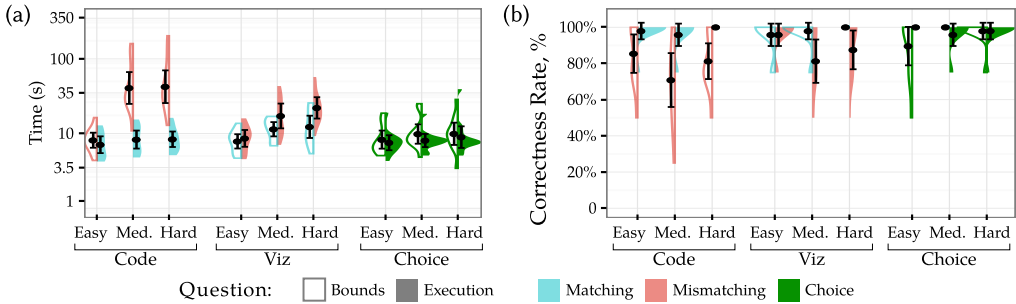 (a)
Time (s)
350
100
35
10
3.5
1
Easy Med. Hard Easy Med. Hard Easy Med. Hard
Code Viz Choice
(b)
Correctness Rate, %
100%
80%
60%
40%
20%
0
Easy Med. Hard Easy Med. Hard Easy Med. Hard
Code Viz Choice
Question: Bounds Execution Matching Mismatching Choice